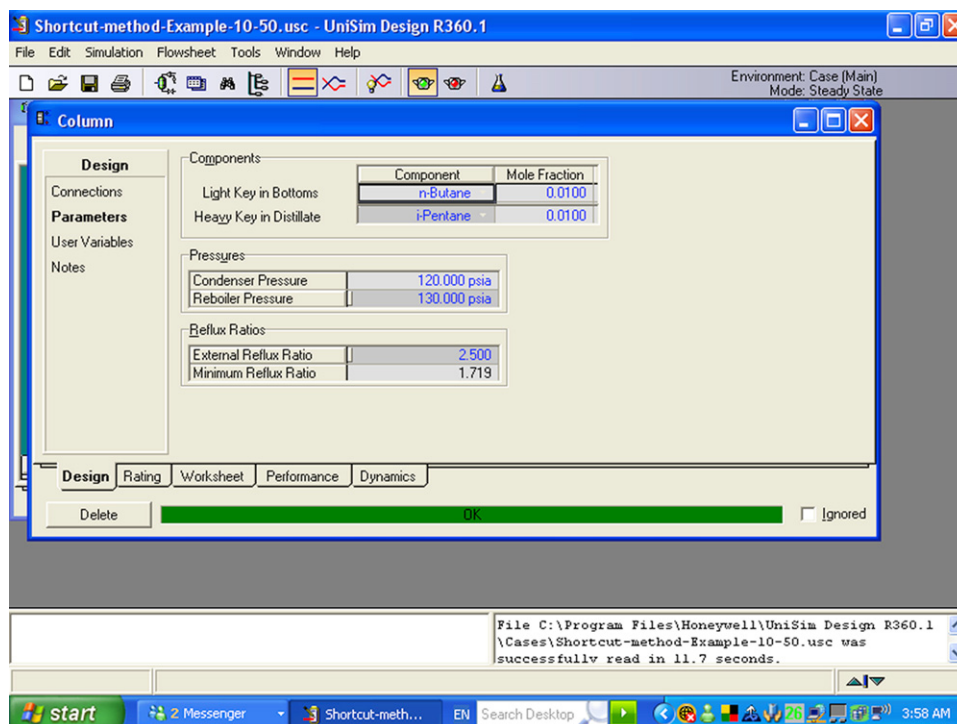 Shortcut-method-Example-10-50.usc - UniSim Design R360.1
File Edit Simulation Flowsheet Tools Window Help
Environment: Case (Main)
Mode: Steady State
Column
Design
Connections
Parameters
User Variables
Notes
Components
Component Mole Fraction
Light Key in Bottoms n-Butane 0.0100
Heavy Key in Distillate i-Pentane 0.0100
Pressures
Condenser Pressure 120.000 psia
Reboiler Pressure 130.000 psia
Reflux Ratios
External Reflux Ratio 2.500
Minimum Reflux Ratio 1.719
Design Rating Worksheet Performance Dynamics
Delete OK Ignored
File C:\Program Files\Honeywell\UniSim Design R360.1
\Cases\Shortcut-method-Example-10-50.usc was
successfully read in 11.7 seconds.
start 2 Messenger Shortcut-meth... EN Search Desktop 26 3:58 AM